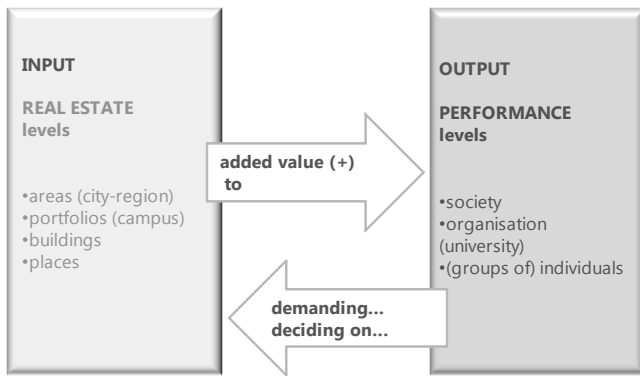 INPUT
REAL ESTATE
levels
•areas (city-region)
•portfolios (campus)
•buildings
•places
added value (+)
to
demanding...
deciding on...
OUTPUT
PERFORMANCE
levels
•society
•organisation
(university)
•(groups of) individuals